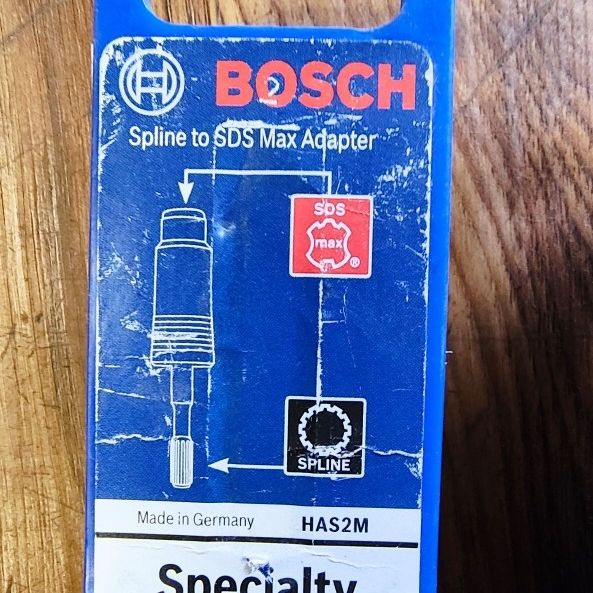 BOSCH
Spline to SDS Max Adapter
SDS
max
®
SPLINE
Made in Germany HAS2M
Specialty